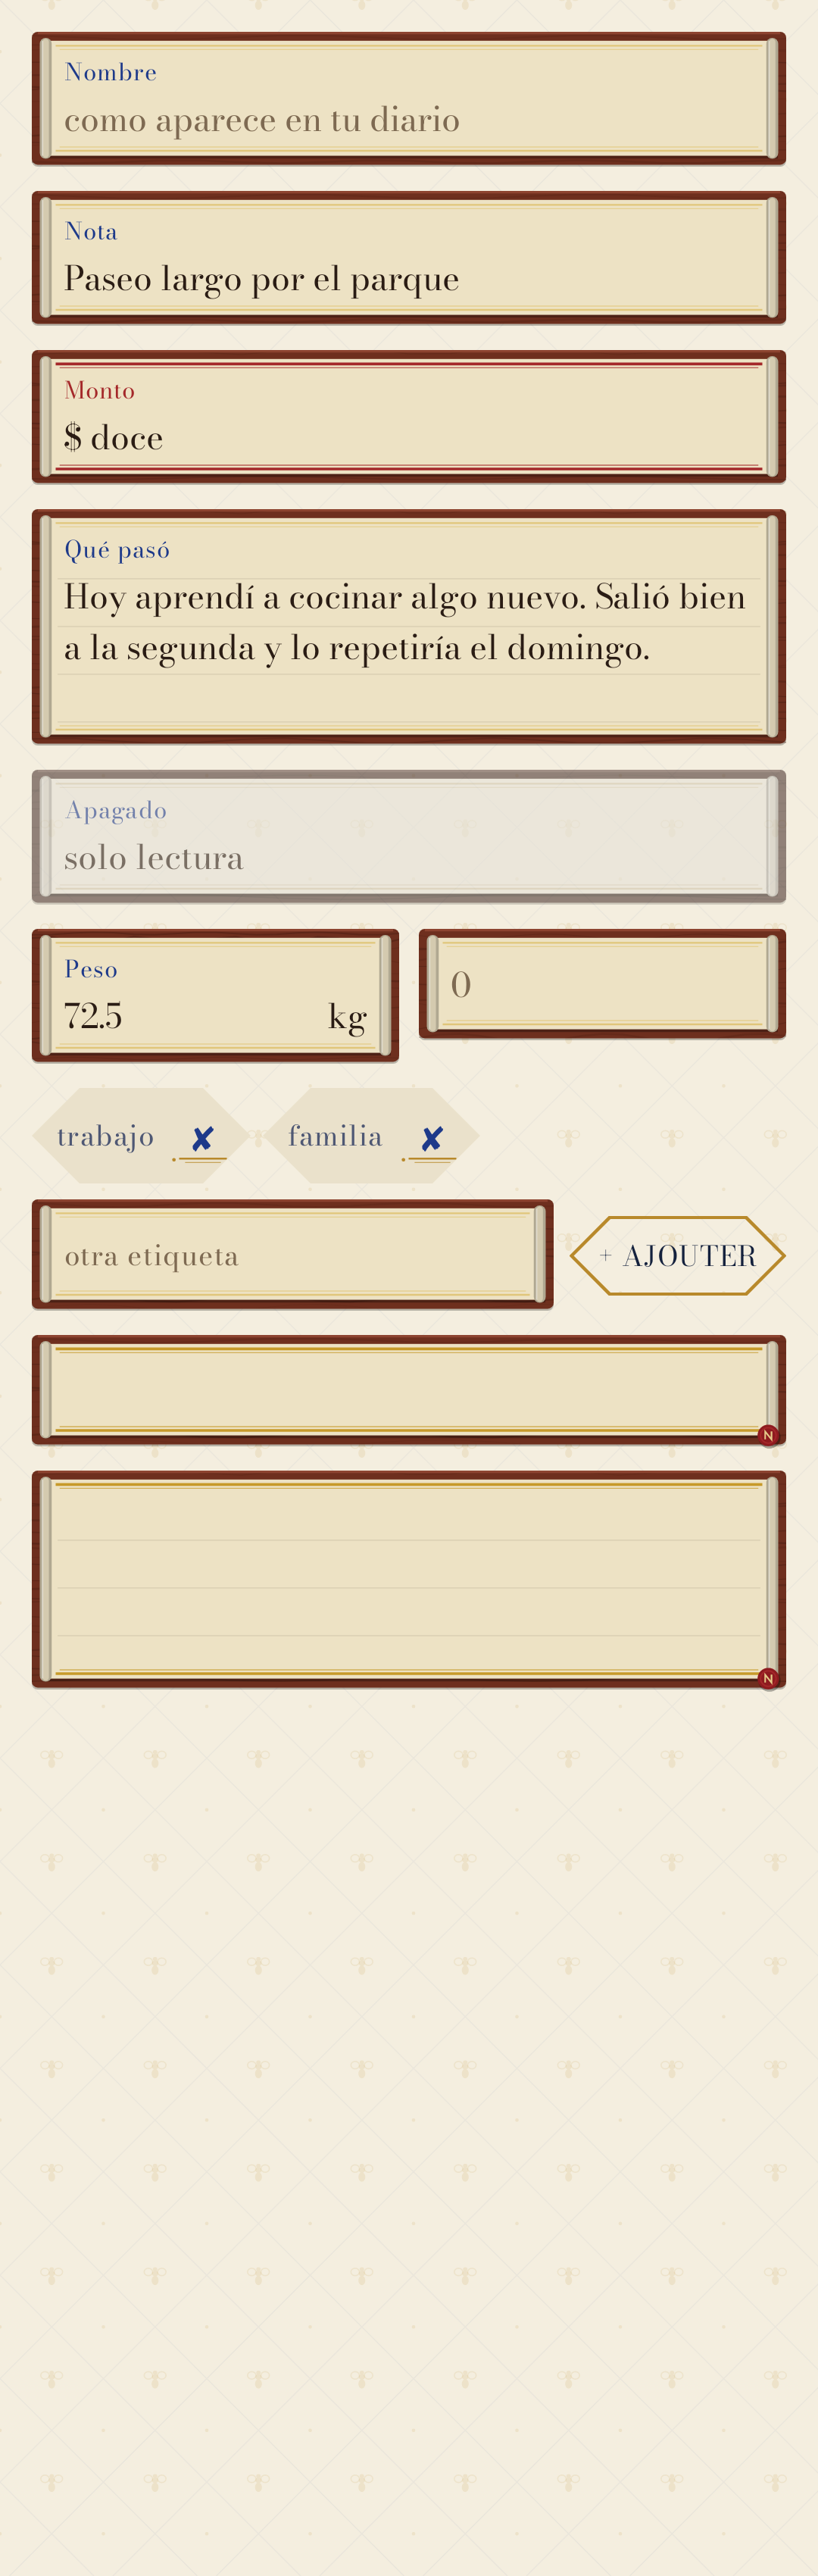 Nombre
como aparece en tu diario
Nota
Paseo largo por el parque
Monto
$ doce
Qué pasó
Hoy aprendí a cocinar algo nuevo. Salió bien
a la segunda y lo repetiría el domingo.
Apagado
solo lectura
Peso
72.5 kg
0
trabajo ✘ familia ✘
otra etiqueta
+ AJOUTER
N
N